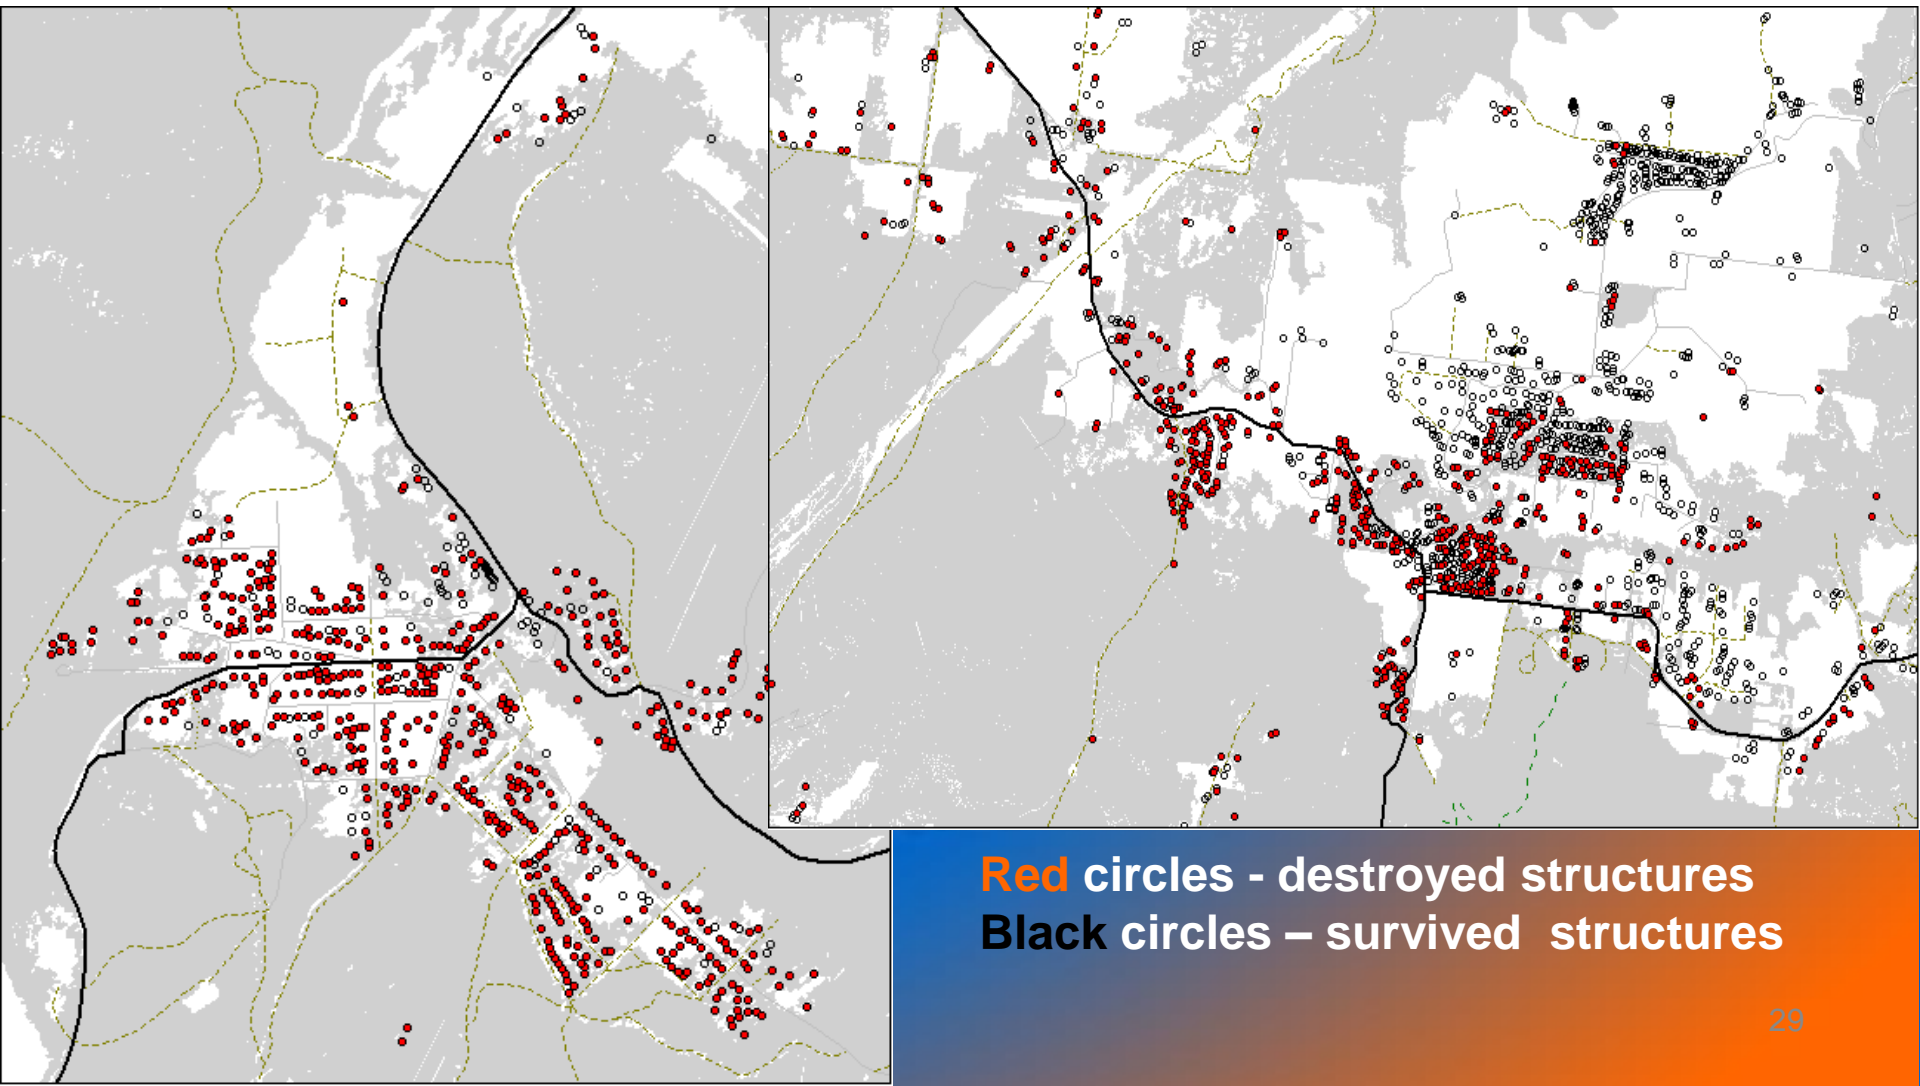 Red circles - destroyed structures
Black circles – survived structures
29